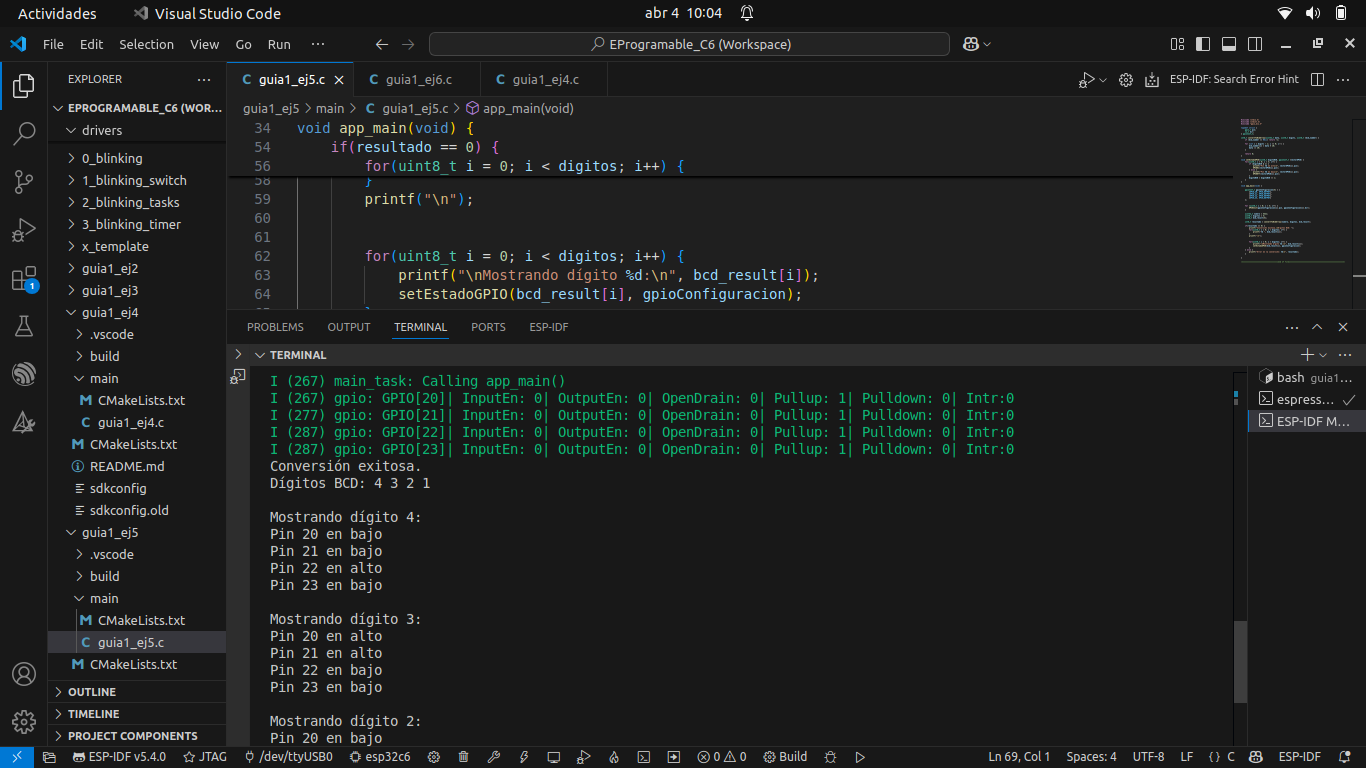 Actividades
Visual Studio Code
abr 4 10:04
File Edit Selection View Go Run ···
EProgramable_C6 (Workspace)
EXPLORER ···
EPROGRAMABLE_C6 (WOR...
drivers
0_blinking
1_blinking_switch
2_blinking_tasks
3_blinking_timer
x_template
guia1_ej2
guia1_ej3
guia1_ej4
.vscode
build
main
M CMakeLists.txt
C guia1_ej4.c
M CMakeLists.txt
README.md
sdkconfig
sdkconfig.old
guia1_ej5
.vscode
build
main
M CMakeLists.txt
C guia1_ej5.c
M CMakeLists.txt
OUTLINE
TIMELINE
PROJECT COMPONENTS
1
C guia1_ej5.c
C guia1_ej6.c
C guia1_ej4.c
ESP-IDF: Search Error Hint
guia1_ej5 > main > C guia1_ej5.c > app_main(void)
34 void app_main(void) {
54 if(resultado == 0) {
56 for(uint8_t i = 0; i < digitos; i++) {
58 }
59 printf("\n");
60
61
62 for(uint8_t i = 0; i < digitos; i++) {
63 printf("\nMostrando dígito %d:\n", bcd_result[i]);
64 setEstadoGPIO(bcd_result[i], gpioConfiguracion);
PROBLEMS OUTPUT TERMINAL PORTS ESP-IDF
TERMINAL
I (267) main_task: Calling app_main()
I (267) gpio: GPIO[20]| InputEn: 0| OutputEn: 0| OpenDrain: 0| Pullup: 1| Pulldown: 0| Intr:0
I (277) gpio: GPIO[21]| InputEn: 0| OutputEn: 0| OpenDrain: 0| Pullup: 1| Pulldown: 0| Intr:0
I (287) gpio: GPIO[22]| InputEn: 0| OutputEn: 0| OpenDrain: 0| Pullup: 1| Pulldown: 0| Intr:0
I (287) gpio: GPIO[23]| InputEn: 0| OutputEn: 0| OpenDrain: 0| Pullup: 1| Pulldown: 0| Intr:0
Conversión exitosa.
Dígitos BCD: 4 3 2 1
Mostrando dígito 4:
Pin 20 en bajo
Pin 21 en bajo
Pin 22 en alto
Pin 23 en bajo
Mostrando dígito 3:
Pin 20 en alto
Pin 21 en alto
Pin 22 en bajo
Pin 23 en bajo
Mostrando dígito 2:
Pin 20 en bajo
bash guia1...
espress...
ESP-IDF M...
ESP-IDF v5.4.0 JTAG /dev/ttyUSB0 esp32c6 0 0 Build Ln 69, Col 1 Spaces: 4 UTF-8 LF {} C ESP-IDF